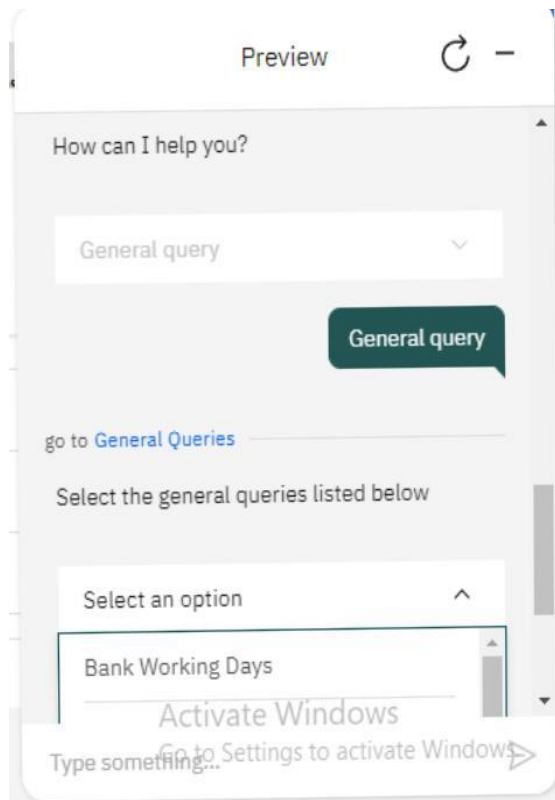 Preview
How can I help you?
General query
General query
go to General Queries
Select the general queries listed below
Select an option
Bank Working Days
Activate Windows
Go to Settings to activate Windows.
Type something...